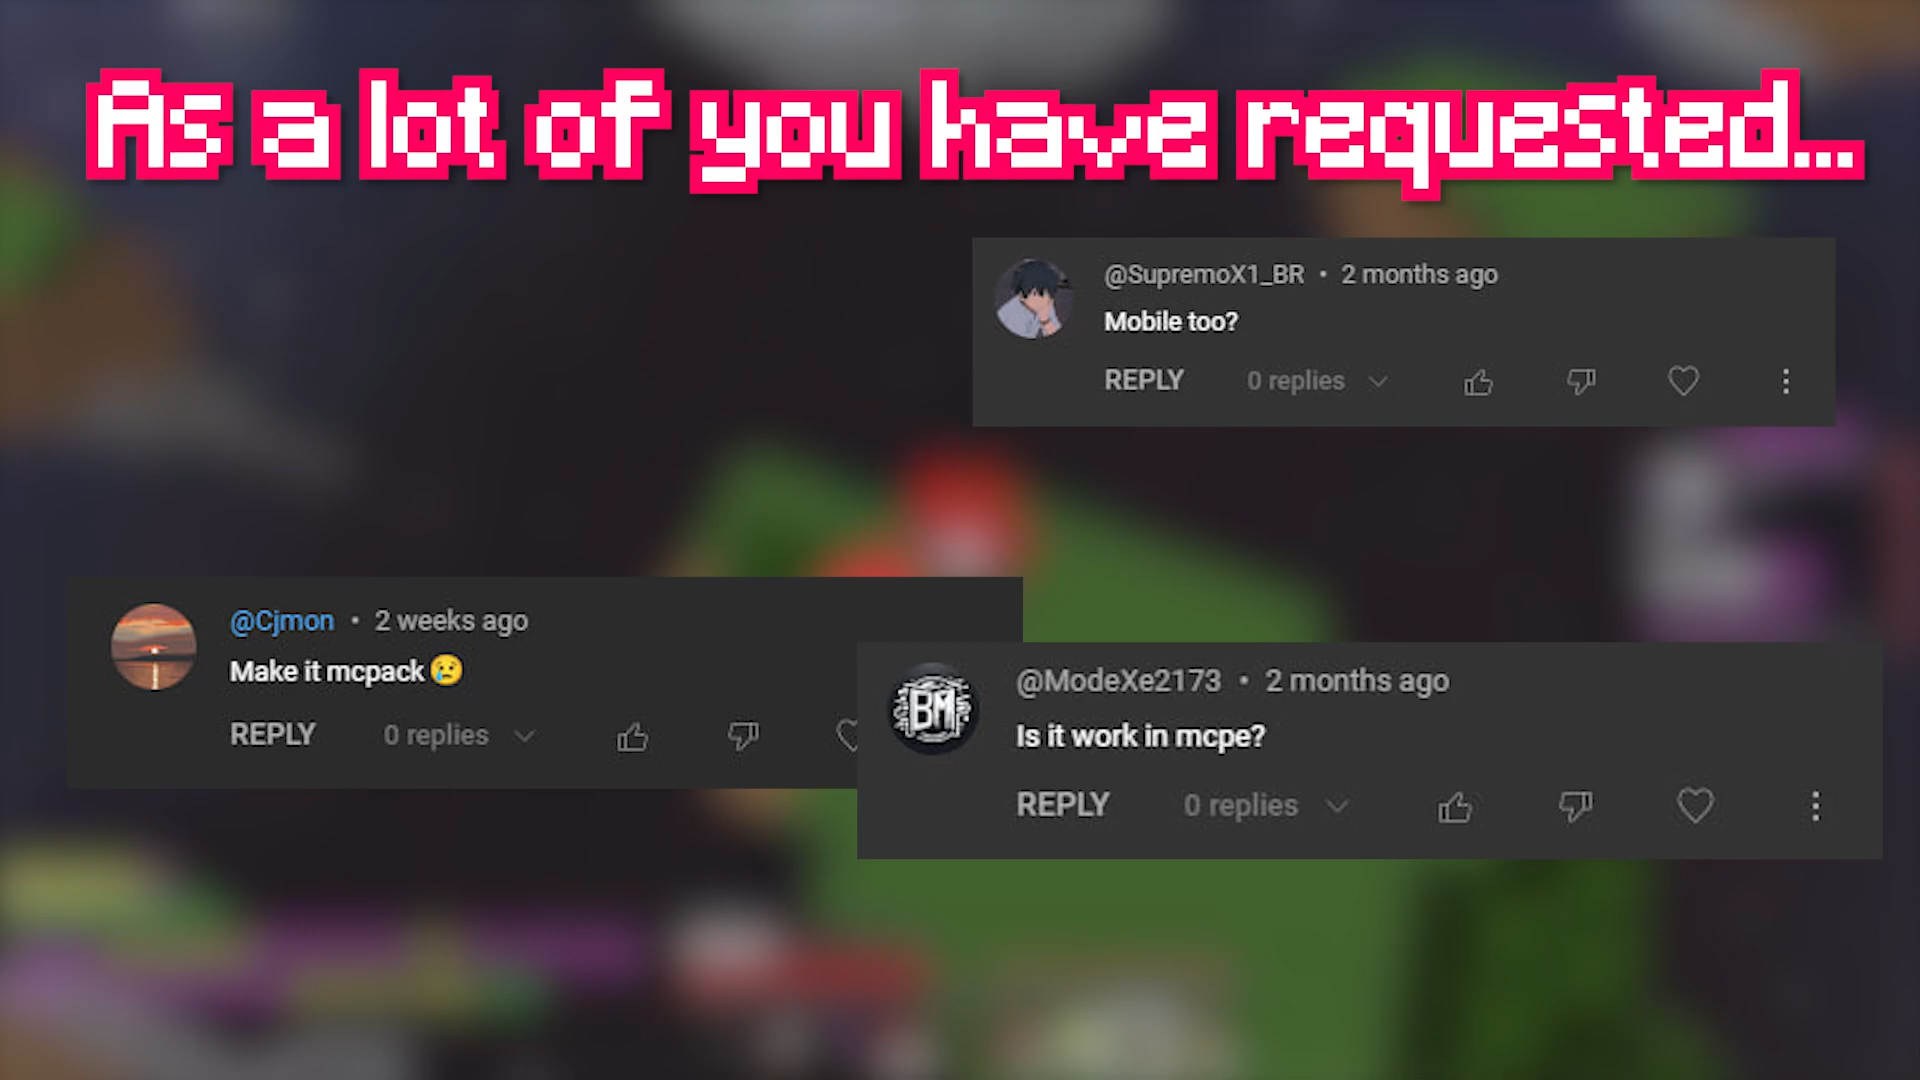 As a lot of you have requested...
@SupremoX1_BR • 2 months ago
Mobile too?
REPLY 0 replies
@Cjmon • 2 weeks ago
Make it mcpack 😢
REPLY 0 replies
BM
@ModeXe2173 • 2 months ago
Is it work in mcpe?
REPLY 0 replies